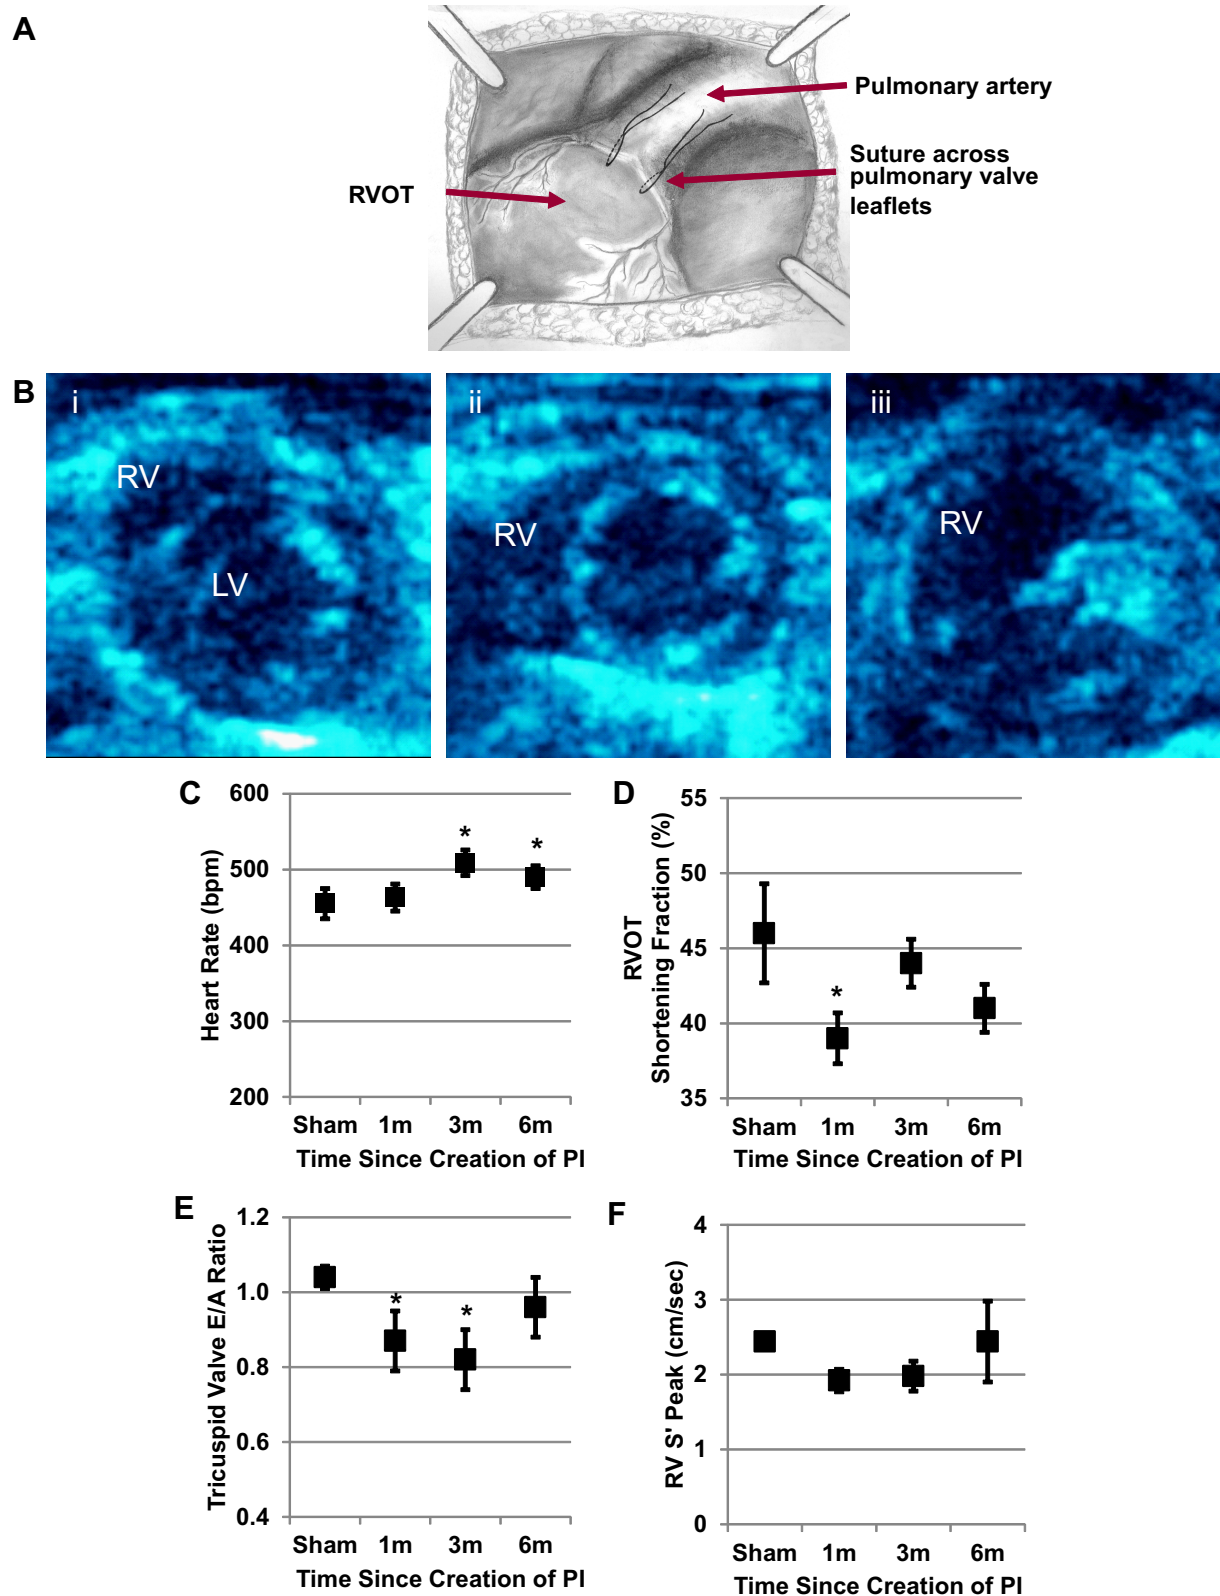 A
Pulmonary artery
Suture across
pulmonary valve
leaflets
RVOT
B
i
RV
LV
ii
RV
iii
RV
C
Heart Rate (bpm)
600
500
400
300
200
*
*
Sham 1m 3m 6m
Time Since Creation of PI
D
RVOT
Shortening Fraction (%)
55
50
45
40
35
*
Sham 1m 3m 6m
Time Since Creation of PI
E
Tricuspid Valve E/A Ratio
1.2
1.0
0.8
0.6
0.4
*
*
Sham 1m 3m 6m
Time Since Creation of PI
F
RV S' Peak (cm/sec)
4
3
2
1
0
Sham 1m 3m 6m
Time Since Creation of PI